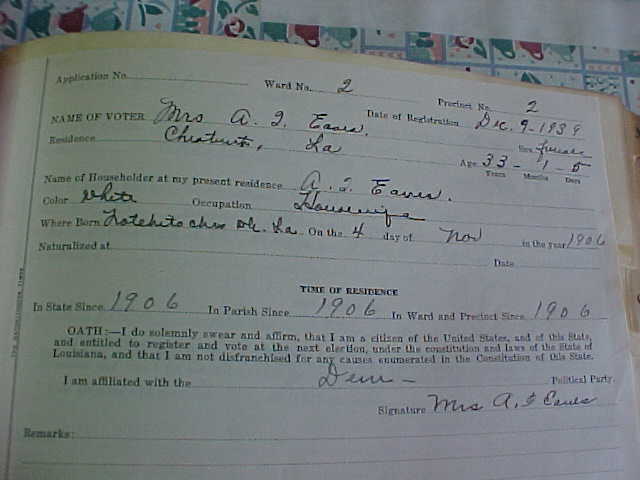 Application No.
Ward No. 2
Precinct No. 2
NAME OF VOTER Mrs A. I. Eaves.
Date of Registration Dec. 9 - 1939
Residence Chestnut, La
Sex female
Age 33 - 1 - 5
Years Months Days
Name of Householder at my present residence A. I. Eaves.
Color White Occupation Housewife
Where Born Natchitoches La. On the 4 day of Nov in the year 1906
Naturalized at Date
TIME OF RESIDENCE
In State Since 1906 In Parish Since 1906 In Ward and Precinct Since 1906
OATH:—I do solemnly swear and affirm, that I am a citizen of the United States, and of this State,
and entitled to register and vote at the next election, under the constitution and laws of the State of
Louisiana, and that I am not disfranchised for any causes enumerated in the Constitution of this State.
I am affiliated with the Dem - Political Party.
Signature Mrs A. I Eaves
Remarks: